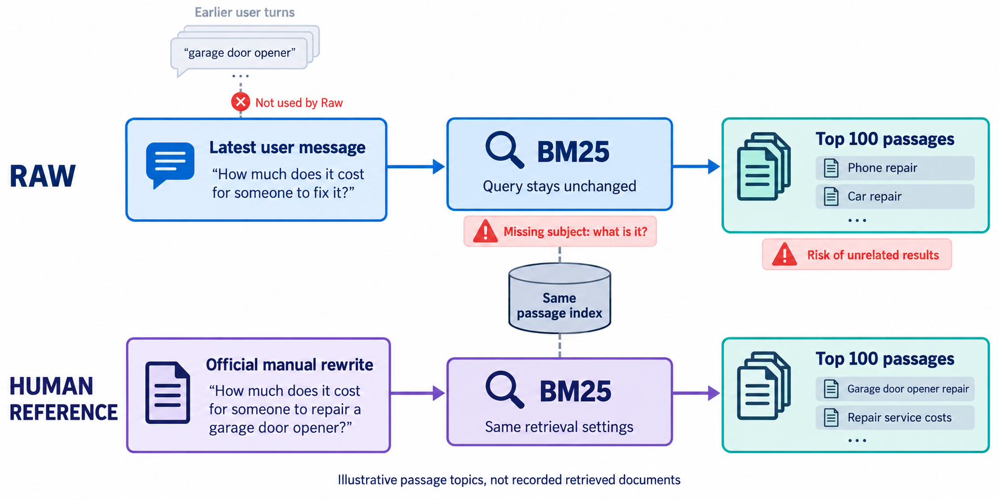 Earlier user turns
“garage door opener”
...
Not used by Raw
RAW
Latest user message
“How much does it cost
for someone to fix it?”
BM25
Query stays unchanged
Missing subject: what is it?
Top 100 passages
Phone repair
Car repair
...
Risk of unrelated results
Same
passage index
HUMAN
REFERENCE
Official manual rewrite
“How much does it cost
for someone to repair a
garage door opener?”
BM25
Same retrieval settings
Top 100 passages
Garage door opener repair
Repair service costs
...
Illustrative passage topics, not recorded retrieved documents